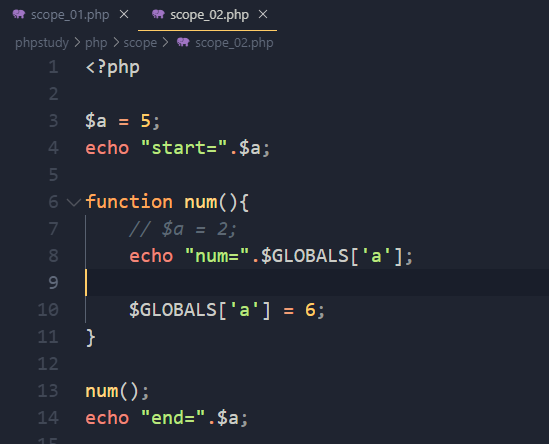 scope_01.php × scope_02.php ×
phpstudy > php > scope > scope_02.php
1 <?php
2
3 $a = 5;
4 echo "start=".$a;
5
6 function num(){
7 // $a = 2;
8 echo "num=".$GLOBALS['a'];
9
10 $GLOBALS['a'] = 6;
11 }
12
13 num();
14 echo "end=".$a;
15